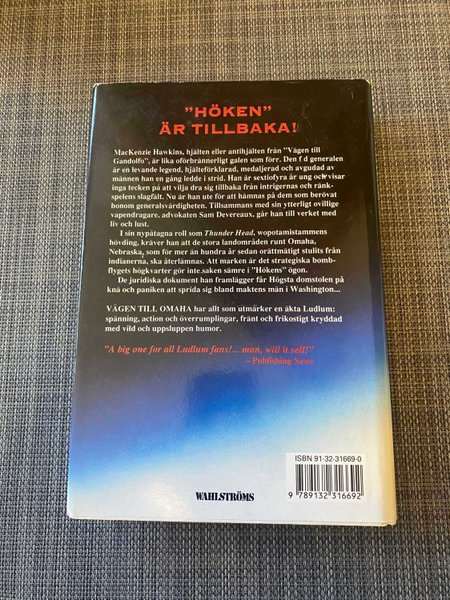 "HÖKEN"
ÄR TILLBAKA!
MacKenzie Hawkins, hjälten eller antihjälten från "Vägen till
Gandolfo", är lika oförbrännerligt galen som förr. Den f d generalen
är en levande legend, hjälteförklarad, medaljerad och avgudad av
männen han en gång ledde i strid. Han är sextiofyra år ung och visar
inga tecken på att vilja dra sig tillbaka från intrigernas och ränk-
spelens slagfält. Nu är han ute för att hämnas på dem som berövat
honom generalsvärdigheten. Tillsammans med sin ytterligt ovillige
vapendragare, advokaten Sam Devereaux, går han till verket med
liv och lust.
I sin nypåtagna roll som Thunder Head, wopotamistammens
hövding, kräver han att de stora landområden runt Omaha,
Nebraska, som för mer än hundra år sedan orättmätigt stulits från
indianerna, ska återlämnas. Att marken är det strategiska bomb-
flygets högkvarter gör inte saken sämre i "Hökens" ögon.
De juridiska dokument han framlägger får Högsta domstolen på
knä och paniken att sprida sig bland maktens män i Washington...
VÄGEN TILL OMAHA har allt som utmärker en äkta Ludlum:
spänning, action och överrumplingar, fränt och frikostigt kryddad
med vild och uppsluppen humor.
"A big one for all Ludlum fans!... man, will it sell!"
– Publishing News
ISBN 91-32-31669-0
9 789132 316692
WAHLSTRÖMS